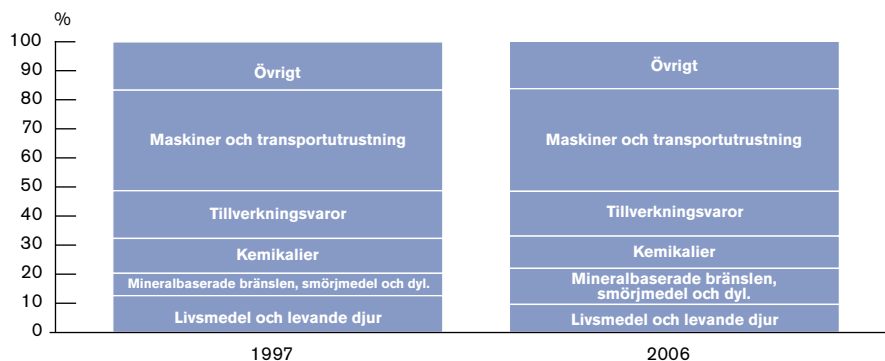 %
100
90
80
70
60
50
40
30
20
10
0
Övrigt
Maskiner och transportutrustning
Tillverkningsvaror
Kemikalier
Mineralbaserade bränslen, smörjmedel och dyl.
Livsmedel och levande djur
1997
Övrigt
Maskiner och transportutrustning
Tillverkningsvaror
Kemikalier
Mineralbaserade bränslen,
smörjmedel och dyl.
Livsmedel och levande djur
2006